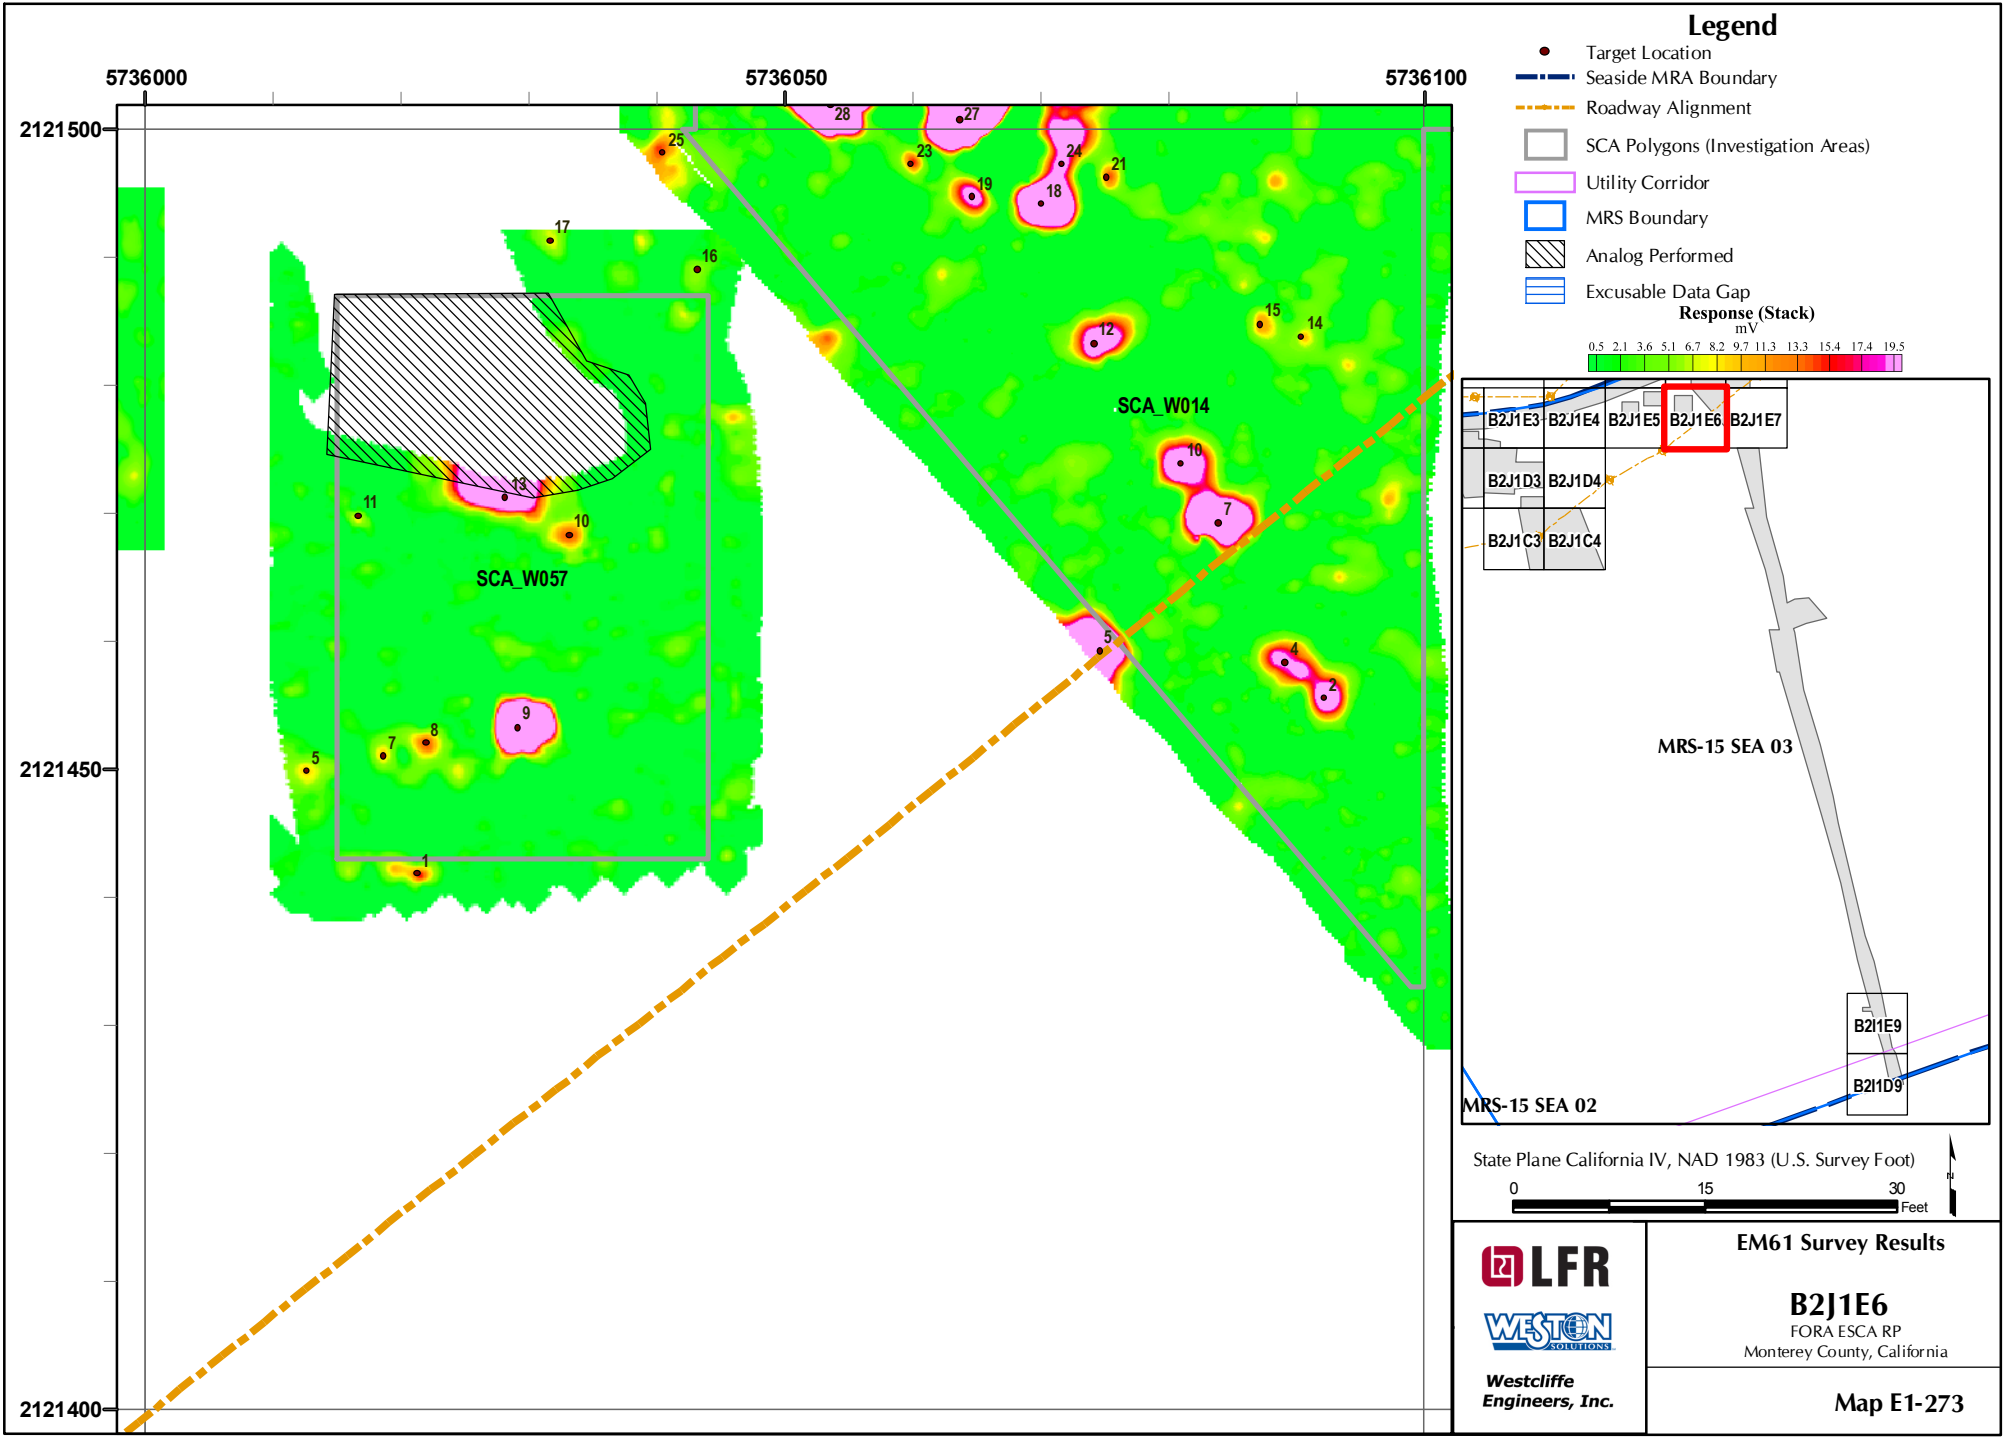 5736000
5736050
5736100
2121500
2121450
2121400
28
27
25
23
24
21
19
18
17
16
15
14
12
SCA_W014
10
7
13
11
10
SCA_W057
5
4
2
9
8
7
5
1
Legend
Target Location
Seaside MRA Boundary
Roadway Alignment
SCA Polygons (Investigation Areas)
Utility Corridor
MRS Boundary
Analog Performed
Excusable Data Gap
Response (Stack)
mV
0.5 2.1 3.6 5.1 6.7 8.2 9.7 11.3 13.3 15.4 17.4 19.5
B2J1E3 B2J1E4 B2J1E5 B2J1E6 B2J1E7
B2J1D3 B2J1D4
B2J1C3 B2J1C4
MRS-15 SEA 03
B2I1E9
B2I1D9
MRS-15 SEA 02
State Plane California IV, NAD 1983 (U.S. Survey Foot)
0 15 30
Feet
N
LFR
WESTON
SOLUTIONS
Westcliffe
Engineers, Inc.
EM61 Survey Results
B2J1E6
FORA ESCA RP
Monterey County, California
Map E1-273